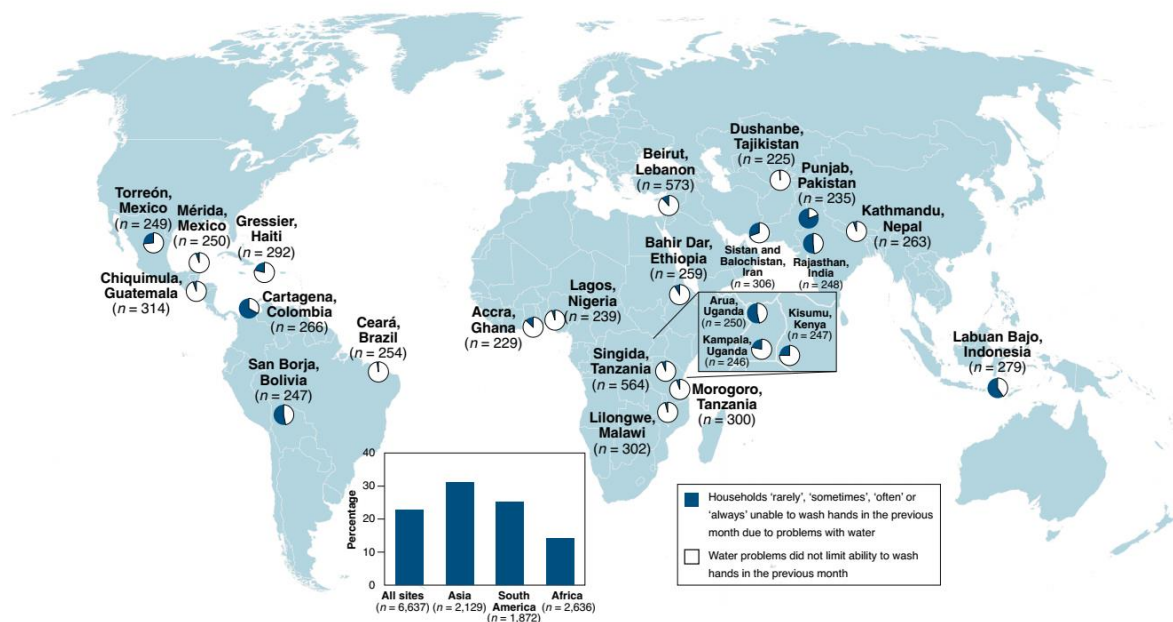 Torreón,
Mexico
(n = 249)
Mérida,
Mexico
(n = 250)
Gressier,
Haiti
(n = 292)
Chiquimula,
Guatemala
(n = 314)
Cartagena,
Colombia
(n = 266)
Ceará,
Brazil
(n = 254)
San Borja,
Bolivia
(n = 247)
Accra,
Ghana
(n = 229)
Lagos,
Nigeria
(n = 239)
Beirut,
Lebanon
(n = 573)
Bahir Dar,
Ethiopia
(n = 259)
Dushanbe,
Tajikistan
(n = 225)
Punjab,
Pakistan
(n = 235)
Kathmandu,
Nepal
(n = 263)
Sistan and
Balochistan,
Iran
(n = 306)
Rajasthan,
India
(n = 248)
Arua,
Uganda
(n = 250)
Kampala,
Uganda
(n = 246)
Kisumu,
Kenya
(n = 247)
Singida,
Tanzania
(n = 564)
Morogoro,
Tanzania
(n = 300)
Lilongwe,
Malawi
(n = 302)
Labuan Bajo,
Indonesia
(n = 279)
Percentage
40
30
20
10
0
All sites
(n = 6,637)
Asia
(n = 2,129)
South
America
(n = 1,872)
Africa
(n = 2,636)
Households ‘rarely’, ‘sometimes’, ‘often’ or
‘always’ unable to wash hands in the previous
month due to problems with water
Water problems did not limit ability to wash
hands in the previous month